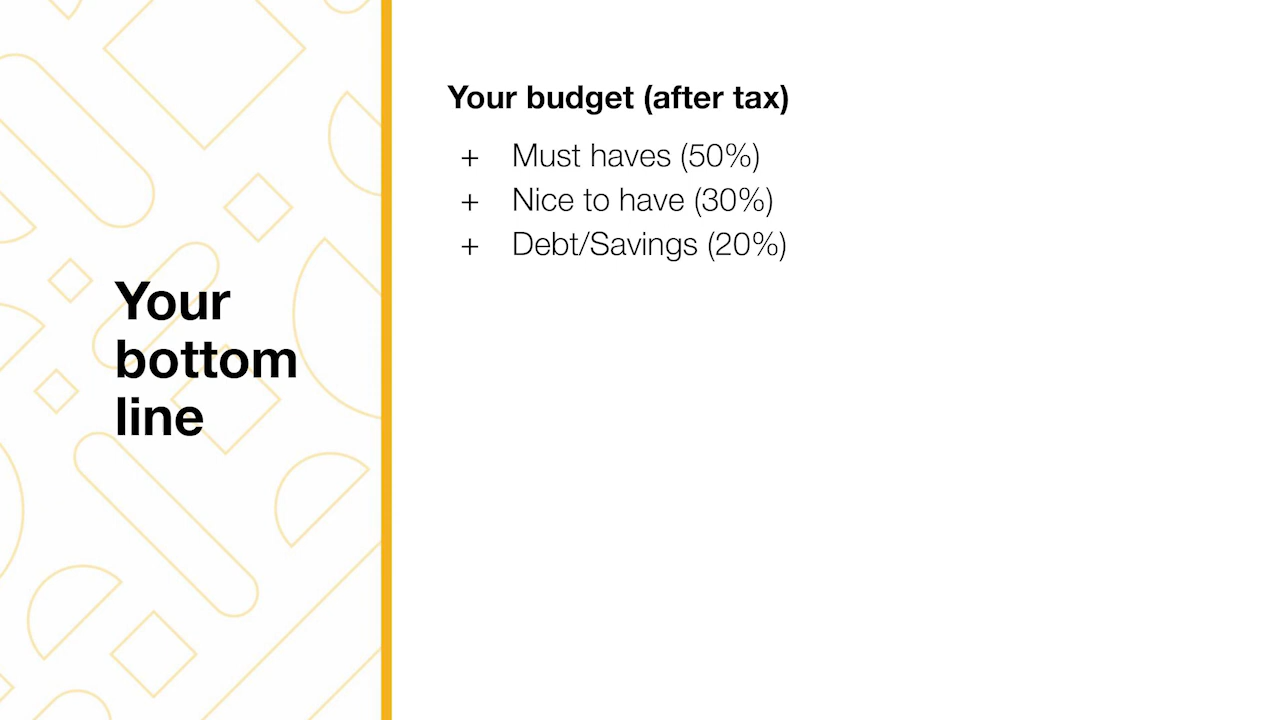 Your
bottom
line
Your budget (after tax)
+ Must haves (50%)
+ Nice to have (30%)
+ Debt/Savings (20%)